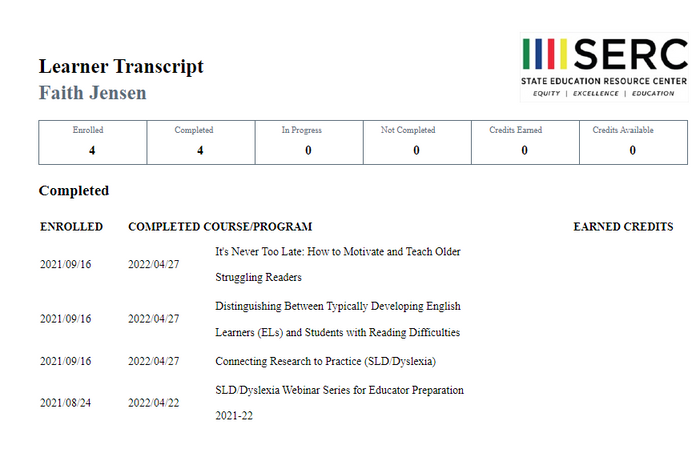 SERC
STATE EDUCATION RESOURCE CENTER
EQUITY | EXCELLENCE | EDUCATION
Learner Transcript
Faith Jensen
Enrolled Completed In Progress Not Completed Credits Earned Credits Available
4 4 0 0 0 0
Completed
ENROLLED COMPLETED COURSE/PROGRAM EARNED CREDITS
2021/09/16 2022/04/27 It's Never Too Late: How to Motivate and Teach Older
Struggling Readers
2021/09/16 2022/04/27 Distinguishing Between Typically Developing English
Learners (ELs) and Students with Reading Difficulties
2021/09/16 2022/04/27 Connecting Research to Practice (SLD/Dyslexia)
2021/08/24 2022/04/22 SLD/Dyslexia Webinar Series for Educator Preparation
2021-22